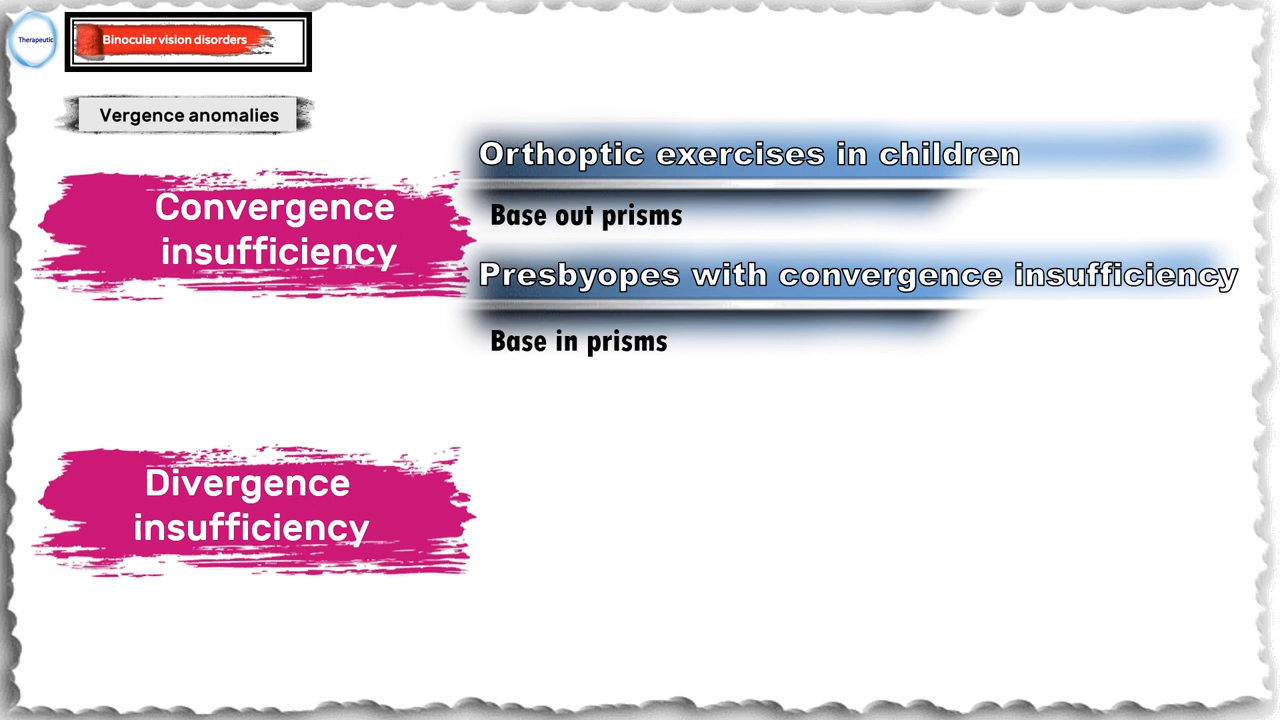 Therapeutic
Binocular vision disorders
Vergence anomalies
Convergence
insufficiency
Orthoptic exercises in children
Base out prisms
Presbyopes with convergence insufficiency
Base in prisms
Divergence
insufficiency